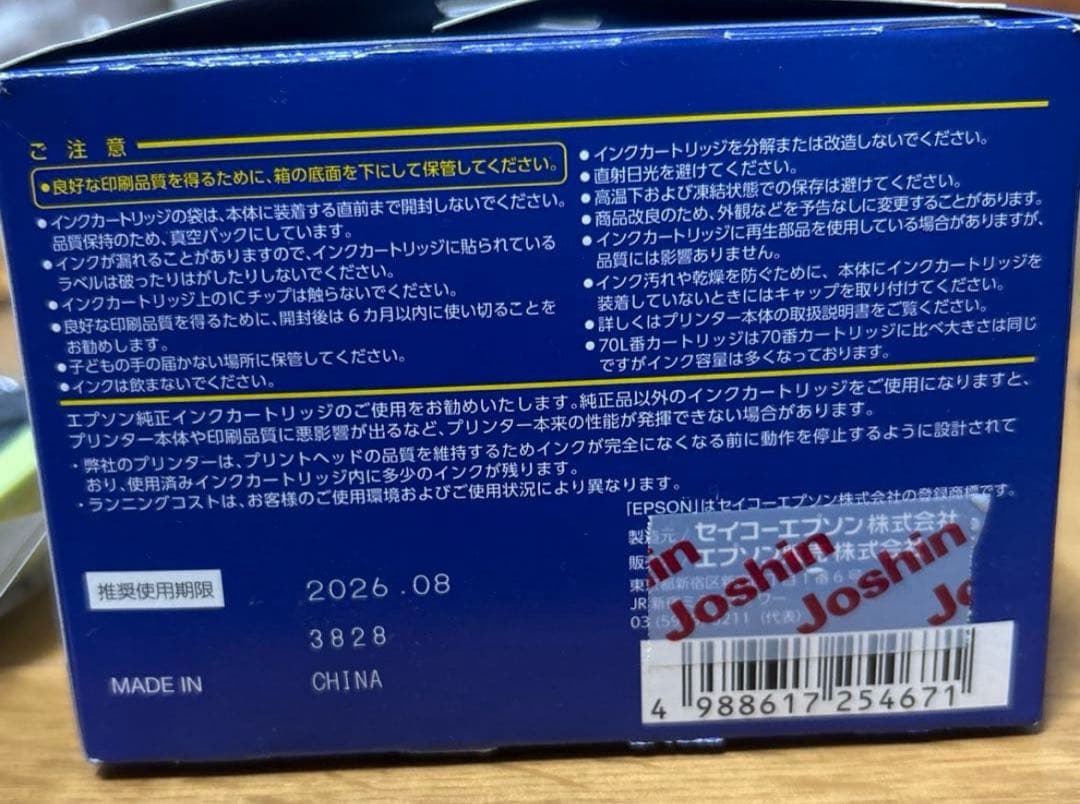 ご注意
●良好な印刷品質を得るために、箱の底面を下にして保管してください。
●インクカートリッジの袋は、本体に装着する直前まで開封しないでください。
品質保持のため、真空パックにしています。
●インクが漏れることがありますので、インクカートリッジに貼られている
ラベルは破ったりはがしたりしないでください。
●インクカートリッジ上のICチップは触らないでください。
●良好な印刷品質を得るために、開封後は6カ月以内に使い切ることを
お勧めします。
●子どもの手の届かない場所に保管してください。
●インクは飲まないでください。
●インクカートリッジを分解または改造しないでください。
●直射日光を避けてください。
●高温下および凍結状態での保存は避けてください。
●商品改良のため、外観などを予告なしに変更することがあります。
●インクカートリッジに再生部品を使用している場合がありますが、
品質には影響ありません。
●インク汚れや乾燥を防ぐために、本体にインクカートリッジを
装着していないときにはキャップを取り付けてください。
●詳しくはプリンター本体の取扱説明書をご覧ください。
●70L番カートリッジは70番カートリッジに比べ大きさは同じ
ですがインク容量は多くなっております。
エプソン純正インクカートリッジのご使用をお勧めいたします。純正品以外のインクカートリッジをご使用になりますと、
プリンター本体や印刷品質に悪影響が出るなど、プリンター本来の性能が発揮できない場合があります。
・弊社のプリンターは、プリントヘッドの品質を維持するためインクが完全になくなる前に動作を停止するように設計されて
おり、使用済みインクカートリッジ内に多少のインクが残ります。
・ランニングコストは、お客様のご使用環境およびご使用状況により異なります。
「EPSON」はセイコーエプソン株式会社の登録商標です。
製造元/セイコーエプソン株式会社
エプソン販売株式会社
東京都新宿区新宿
JR新
03 211 (代表)
Joshin
Joshin
推奨使用期限 2026.08
3828
MADE IN CHINA
4 988617 254671